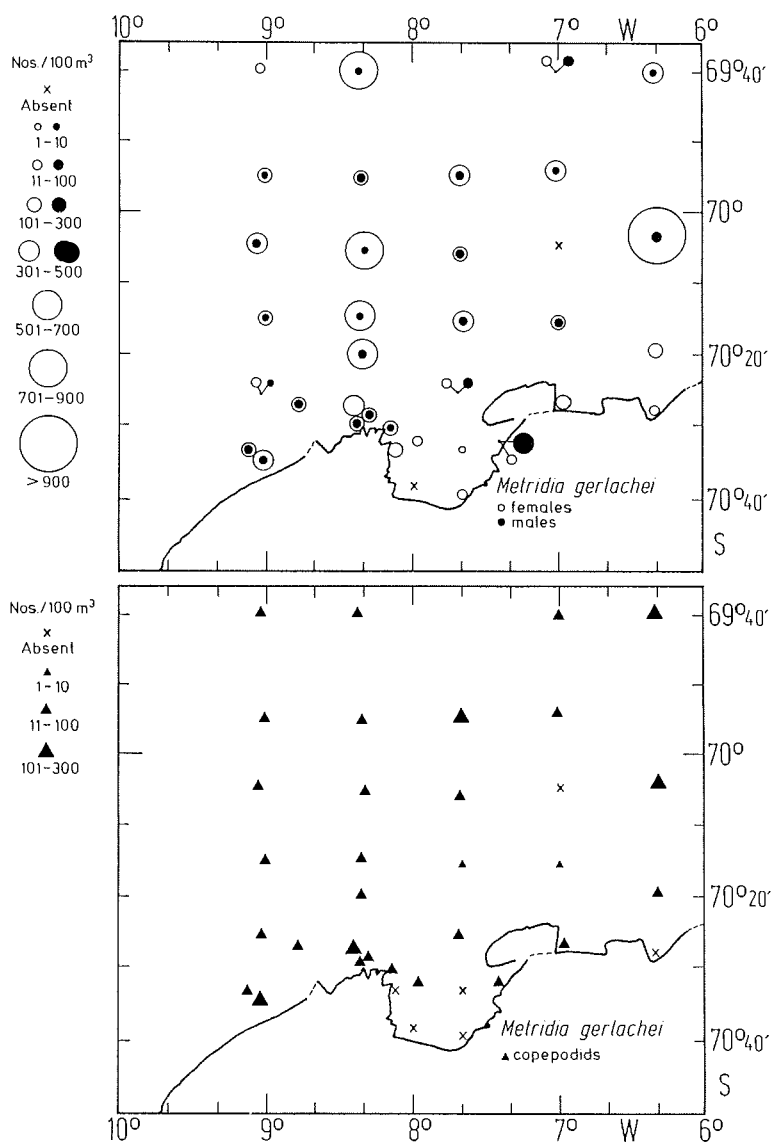 10° 9° 8° 7° W 6°
Nos./100 m³
×
Absent
1-10
11-100
101-300
301-500
501-700
701-900
>900
69°40′
70°
70°20′
70°40′
S
Metridia gerlachei
○ females
● males
Nos./100 m³
×
Absent
1-10
11-100
101-300
69°40′
70°
70°20′
70°40′
S
Metridia gerlachei
▲ copepodids
10° 9° 8° 7° W 6°